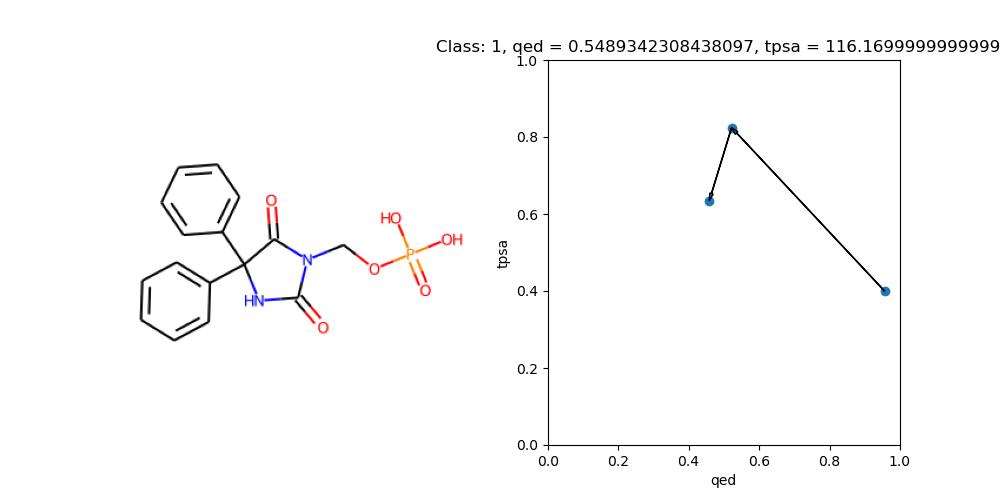 Class: 1, qed = 0.5489342308438097, tpsa = 116.1699999999999
1.0
0.8
0.6
0.4
0.2
0.0
tpsa
0.0 0.2 0.4 0.6 0.8 1.0
qed
O
HO
OH
P
N
O
O
HN
O